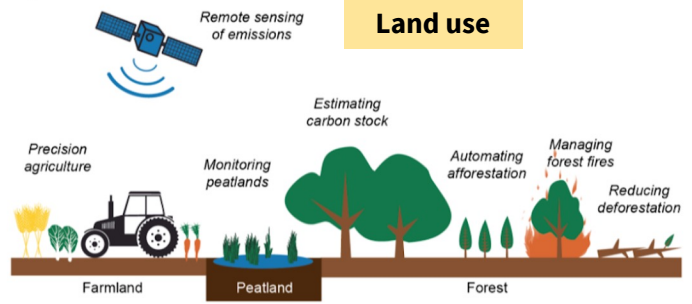 Land use
Remote sensing
of emissions
Estimating
carbon stock
Precision
agriculture
Monitoring
peatlands
Automating
afforestation
Managing
forest fires
Reducing
deforestation
Farmland
Peatland
Forest